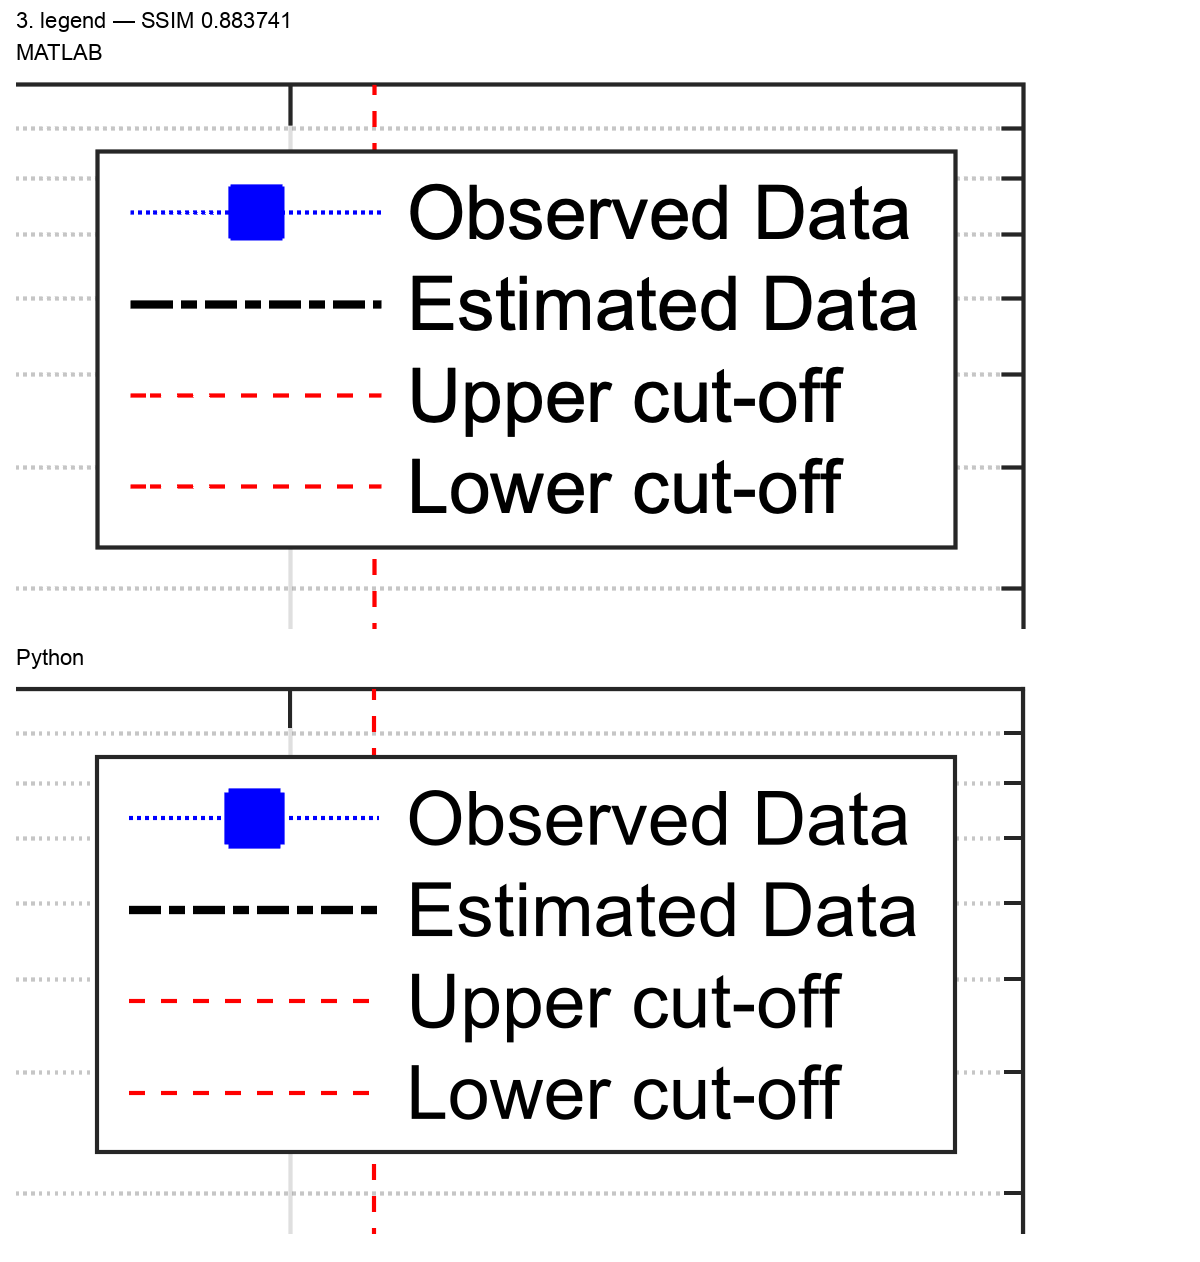 3. legend — SSIM 0.883741
MATLAB
Observed Data
Estimated Data
Upper cut-off
Lower cut-off
Python
Observed Data
Estimated Data
Upper cut-off
Lower cut-off